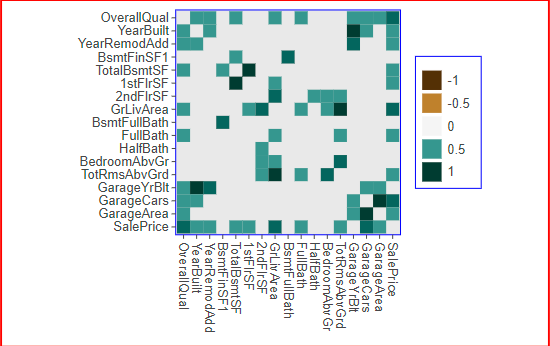 OverallQual
YearBuilt
YearRemodAdd
BsmtFinSF1
TotalBsmtSF
1stFlrSF
2ndFlrSF
GrLivArea
BsmtFullBath
FullBath
HalfBath
BedroomAbvGr
TotRmsAbvGrd
GarageYrBlt
GarageCars
GarageArea
SalePrice
OverallQual
YearBuilt
YearRemodAdd
BsmtFinSF1
TotalBsmtSF
1stFlrSF
2ndFlrSF
GrLivArea
BsmtFullBath
FullBath
HalfBath
BedroomAbvGr
TotRmsAbvGrd
GarageYrBlt
GarageCars
GarageArea
SalePrice
-1
-0.5
0
0.5
1